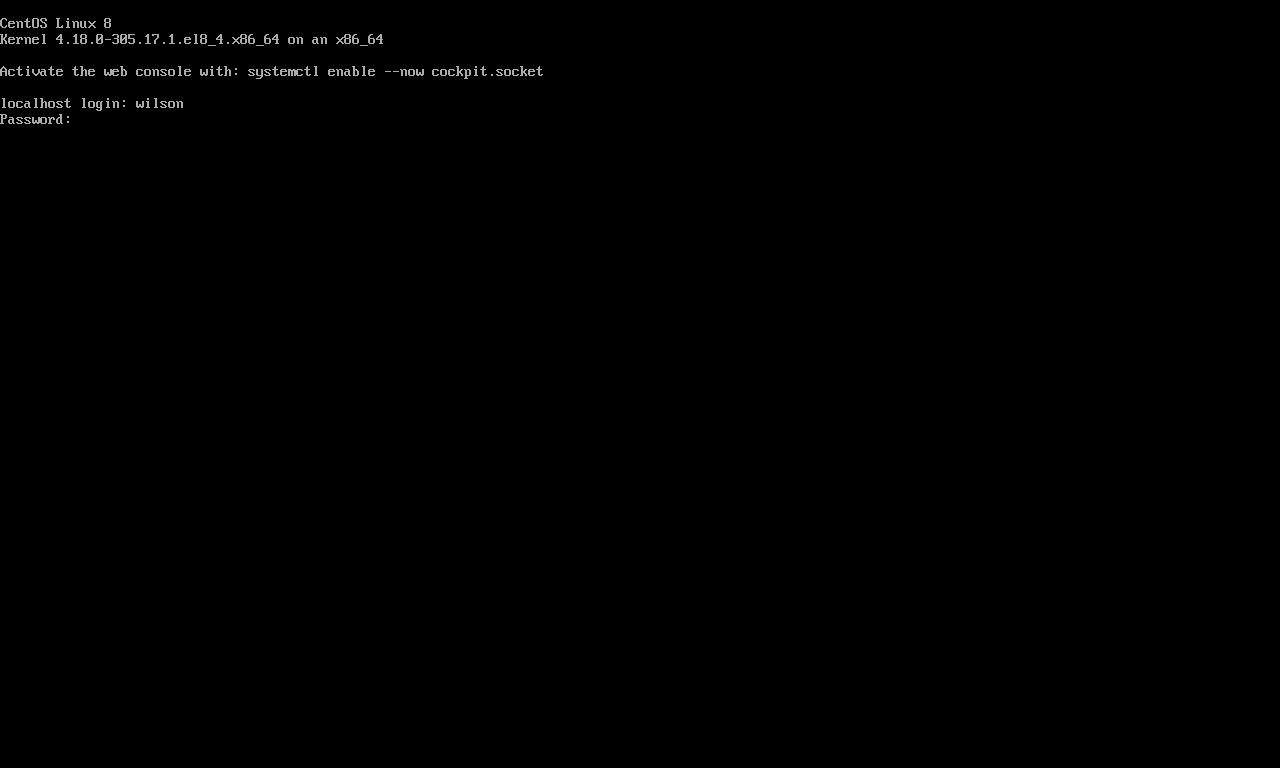 CentOS Linux 8
Kernel 4.18.0-305.17.1.el8_4.x86_64 on an x86_64
Activate the web console with: systemctl enable --now cockpit.socket
localhost login: wilson
Password: